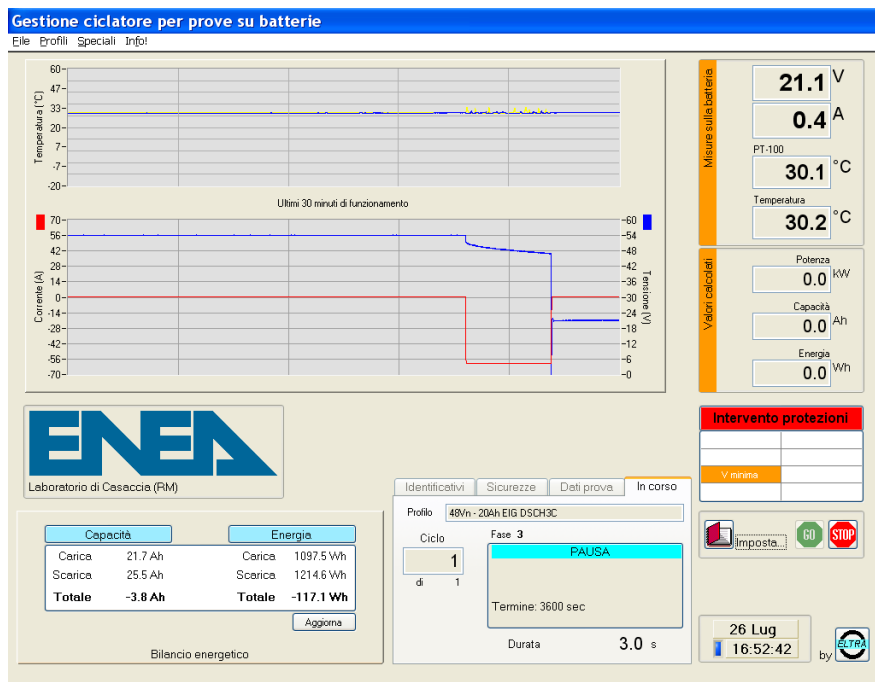 Gestione ciclatore per prove su batterie
File Profili Speciali Info!
60
47
33
20
7
-7
-20
Temperatura (°C)
Ultimi 30 minuti di funzionamento
70
56
42
28
14
0
-14
-28
-42
-56
-70
Corrente (A)
60
54
48
42
36
30
24
18
12
6
0
Tensione (V)
Misure sulla batteria
21.1 V
0.4 A
PT-100
30.1 °C
Temperatura
30.2 °C
Valori calcolati
Potenza
0.0 kW
Capacità
0.0 Ah
Energia
0.0 Wh
Intervento protezioni
V minima
ENEA
Laboratorio di Casaccia (RM)
Identificativi Sicurezze Dati prova In corso
Profilo 48Vn - 20Ah EIG DSCH3C
Ciclo
1
di 1
Fase 3
PAUSA
Termine: 3600 sec
Durata 3.0 s
Imposta...
GO
STOP
Capacità Energia
Carica 21.7 Ah Carica 1097.5 Wh
Scarica 25.5 Ah Scarica 1214.6 Wh
Totale -3.8 Ah Totale -117.1 Wh
Aggiorna
Bilancio energetico
26 Lug
16:52:42
by ELTRA